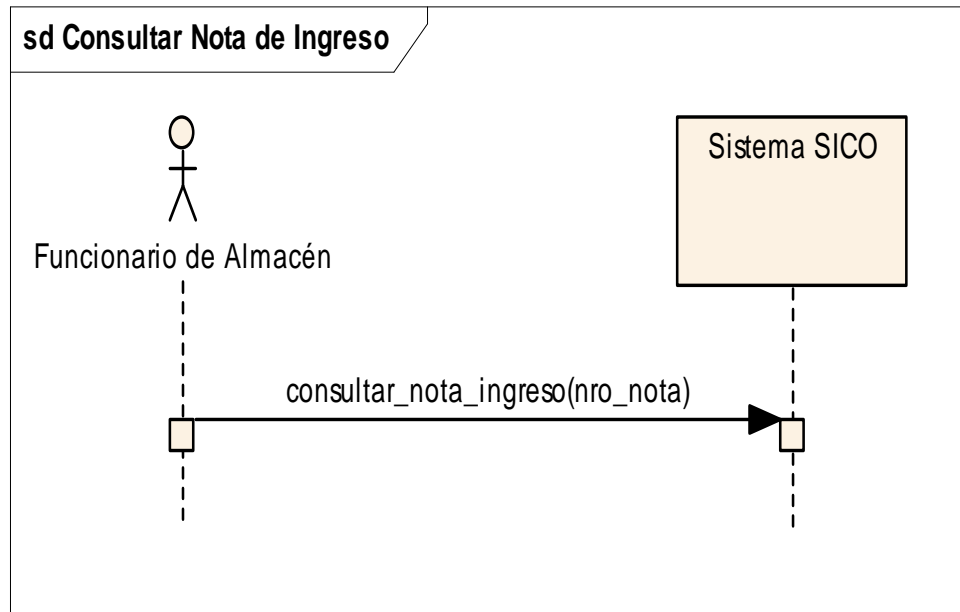 sd Consultar Nota de Ingreso
Sistema SICO
Funcionario de Almacén
consultar_nota_ingreso(nro_nota)